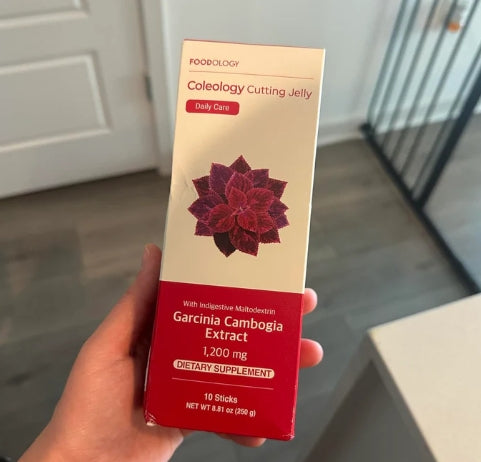 FOODOLOGY
Coleology Cutting Jelly
Daily Care
With Indigestive Maltodextrin
Garcinia Cambogia
Extract
1,200 mg
DIETARY SUPPLEMENT
10 Sticks
NET WT 8.81 oz (250 g)